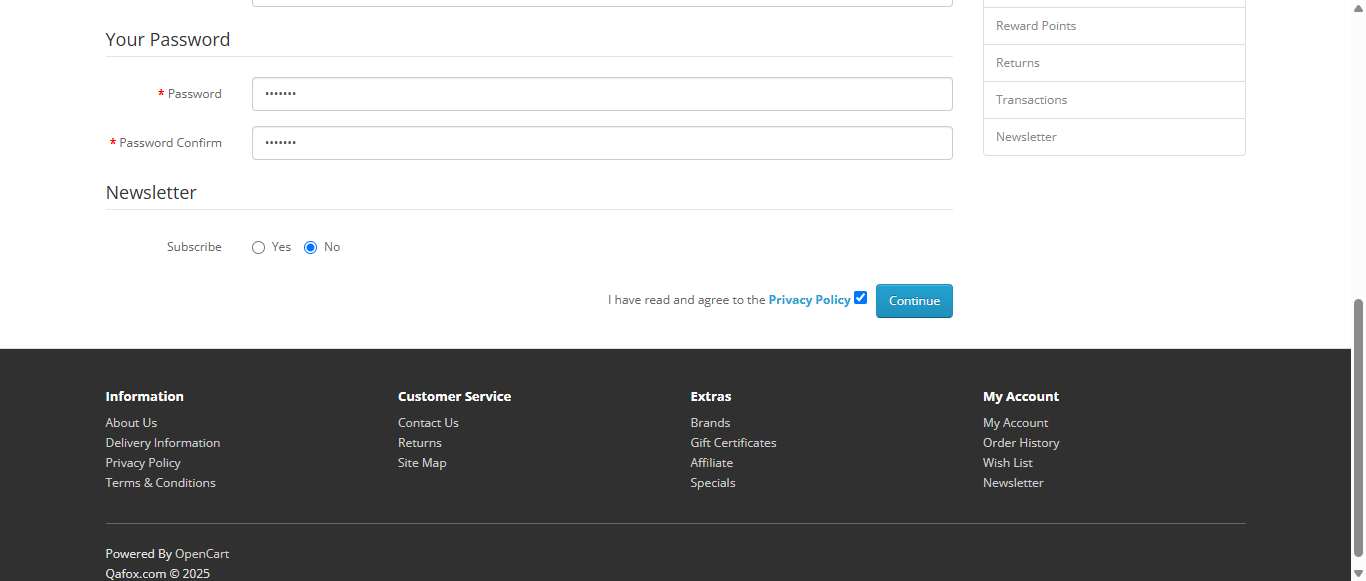 Your Password
* Password
•••••••
* Password Confirm
•••••••
Newsletter
Subscribe Yes No
I have read and agree to the Privacy Policy Continue
Reward Points
Returns
Transactions
Newsletter
Information
About Us
Delivery Information
Privacy Policy
Terms & Conditions
Customer Service
Contact Us
Returns
Site Map
Extras
Brands
Gift Certificates
Affiliate
Specials
My Account
My Account
Order History
Wish List
Newsletter
Powered By OpenCart
Qafox.com © 2025